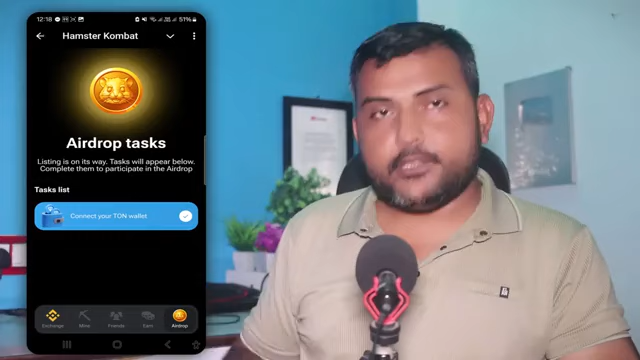 12:18
51%
Hamster Kombat
Airdrop tasks
Listing is on its way. Tasks will appear below.
Complete them to participate in the Airdrop
Tasks list
Connect your TON wallet
Exchange
Mine
Friends
Earn
Airdrop